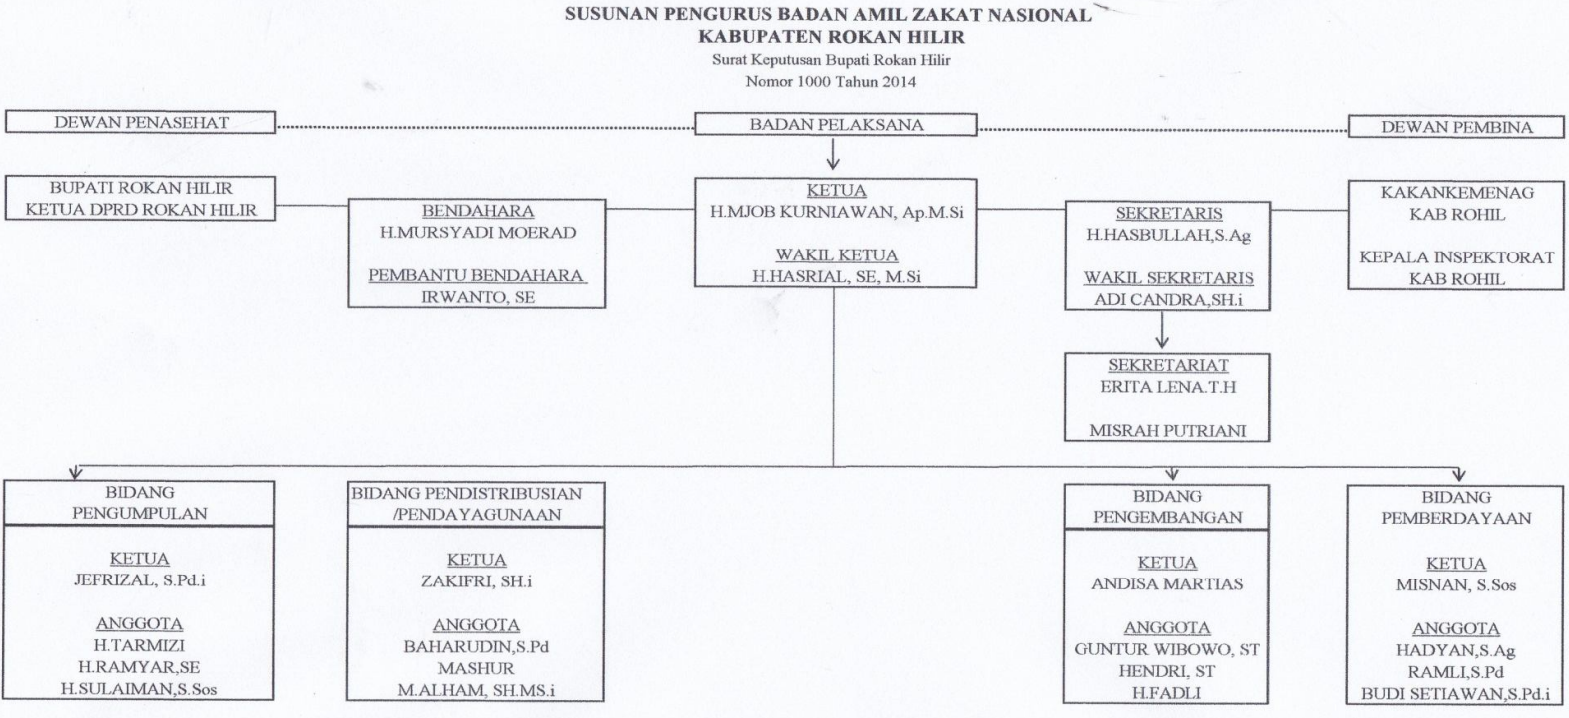 SUSUNAN PENGURUS BADAN AMIL ZAKAT NASIONAL
KABUPATEN ROKAN HILIR
Surat Keputusan Bupati Rokan Hilir
Nomor 1000 Tahun 2014
DEWAN PENASEHAT
BADAN PELAKSANA
DEWAN PEMBINA
BUPATI ROKAN HILIR
KETUA DPRD ROKAN HILIR
BENDAHARA
H.MURSYADI MOERAD
PEMBANTU BENDAHARA
IRWANTO, SE
KETUA
H.MJOB KURNIAWAN, Ap.M.Si
WAKIL KETUA
H.HASRIAL, SE, M.Si
SEKRETARIS
H.HASBULLAH,S.Ag
WAKIL SEKRETARIS
ADI CANDRA,SH.i
KAKANKEMENAG
KAB ROHIL
KEPALA INSPEKTORAT
KAB ROHIL
SEKRETARIAT
ERITA LENA.T.H
MISRAH PUTRIANI
BIDANG
PENGUMPULAN
KETUA
JEFRIZAL, S.Pd.i
ANGGOTA
H.TARMIZI
H.RAMYAR,SE
H.SULAIMAN,S.Sos
BIDANG PENDISTRIBUSIAN
/PENDAYAGUNAAN
KETUA
ZAKIFRI, SH.i
ANGGOTA
BAHARUDIN,S.Pd
MASHUR
M.ALHAM, SH.MS.i
BIDANG
PENGEMBANGAN
KETUA
ANDISA MARTIAS
ANGGOTA
GUNTUR WIBOWO, ST
HENDRI, ST
H.FADLI
BIDANG
PEMBERDAYAAN
KETUA
MISNAN, S.Sos
ANGGOTA
HADYAN,S.Ag
RAMLI,S.Pd
BUDI SETIAWAN,S.Pd.i